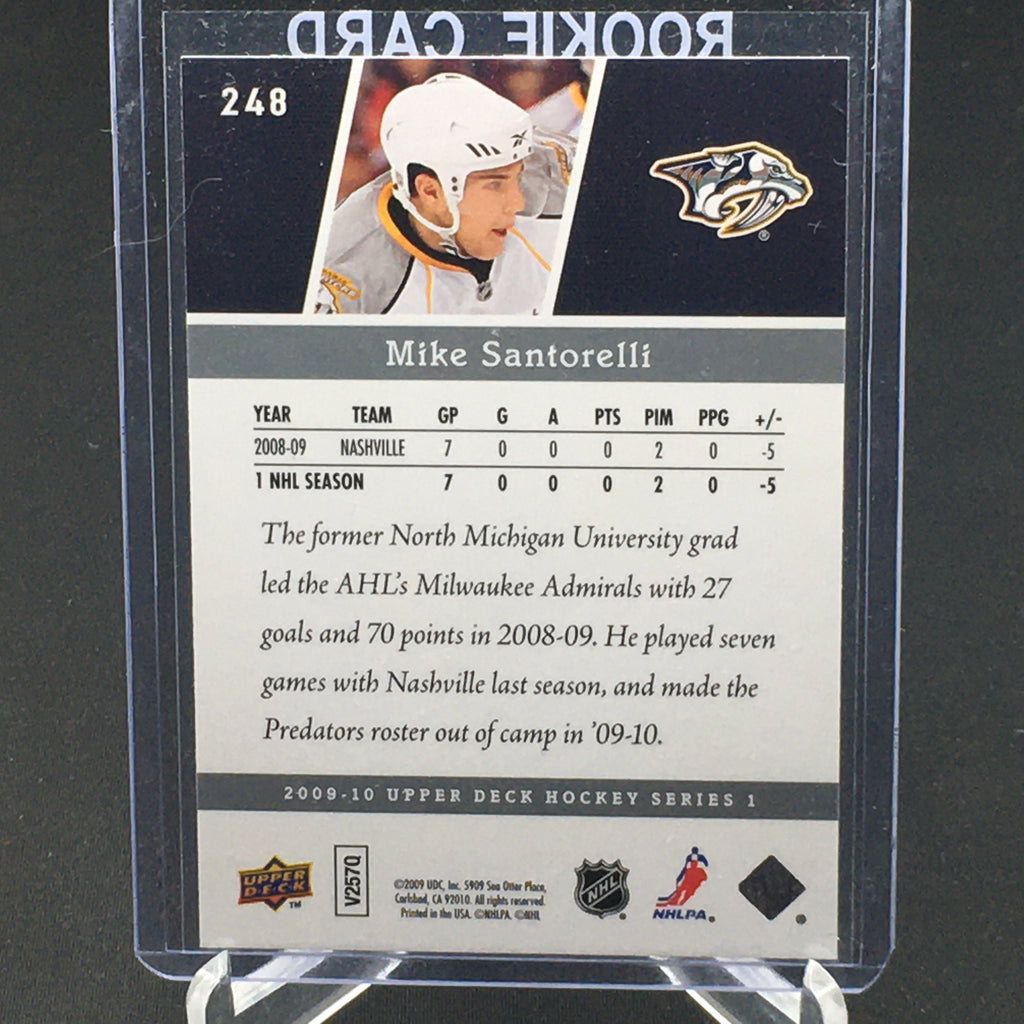 ROOKIE CARD
248
Mike Santorelli
YEAR TEAM GP G A PTS PIM PPG +/-
2008-09 NASHVILLE 7 0 0 0 2 0 -5
1 NHL SEASON 7 0 0 0 2 0 -5
The former North Michigan University grad
led the AHL's Milwaukee Admirals with 27
goals and 70 points in 2008-09. He played seven
games with Nashville last season, and made the
Predators roster out of camp in '09-10.
2009-10 UPPER DECK HOCKEY SERIES 1
UPPER DECK TM
V257Q
©2009 UDC, Inc. 5909 Sea Otter Place,
Carlsbad, CA 92010. All rights reserved.
Printed in the USA. ©NHLPA. ©NHL
NHL
NHLPA.